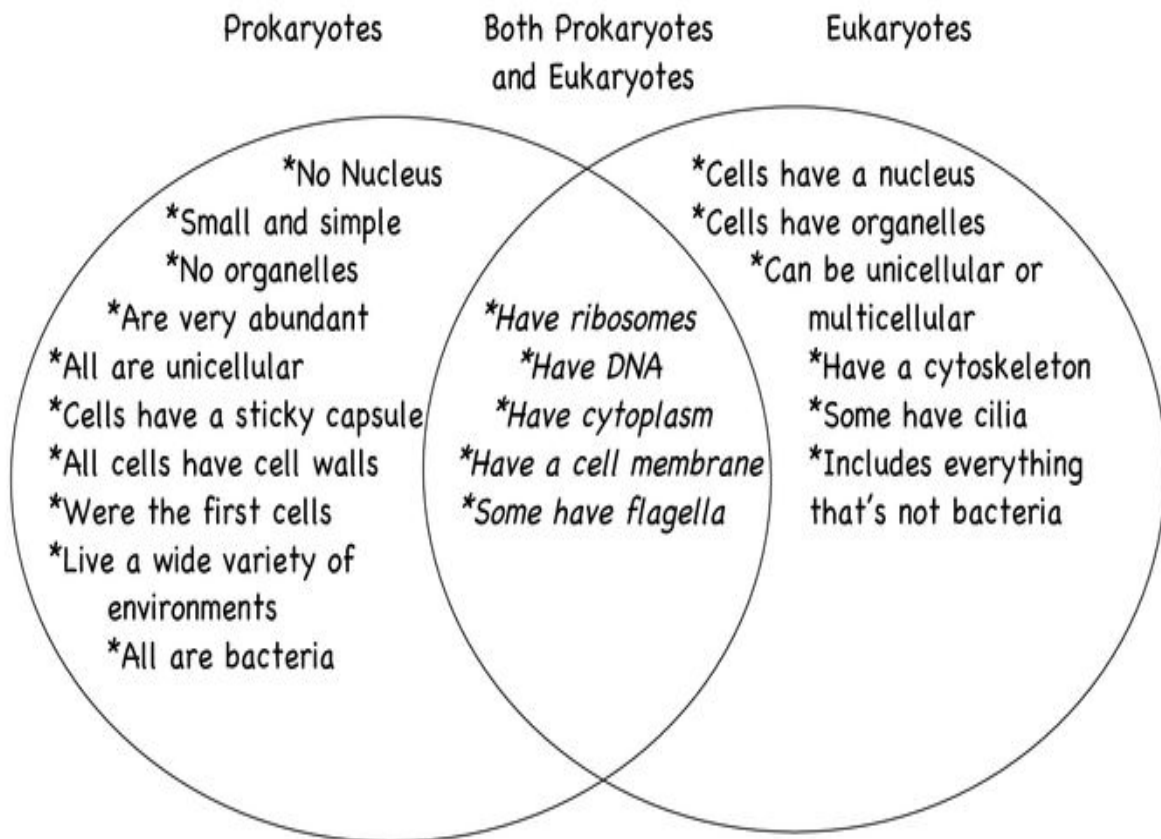 Prokaryotes
Both Prokaryotes
and Eukaryotes
Eukaryotes
*No Nucleus
*Small and simple
*No organelles
*Are very abundant
*All are unicellular
*Cells have a sticky capsule
*All cells have cell walls
*Were the first cells
*Live a wide variety of
environments
*All are bacteria
*Have ribosomes
*Have DNA
*Have cytoplasm
*Have a cell membrane
*Some have flagella
*Cells have a nucleus
*Cells have organelles
*Can be unicellular or
multicellular
*Have a cytoskeleton
*Some have cilia
*Includes everything
that's not bacteria